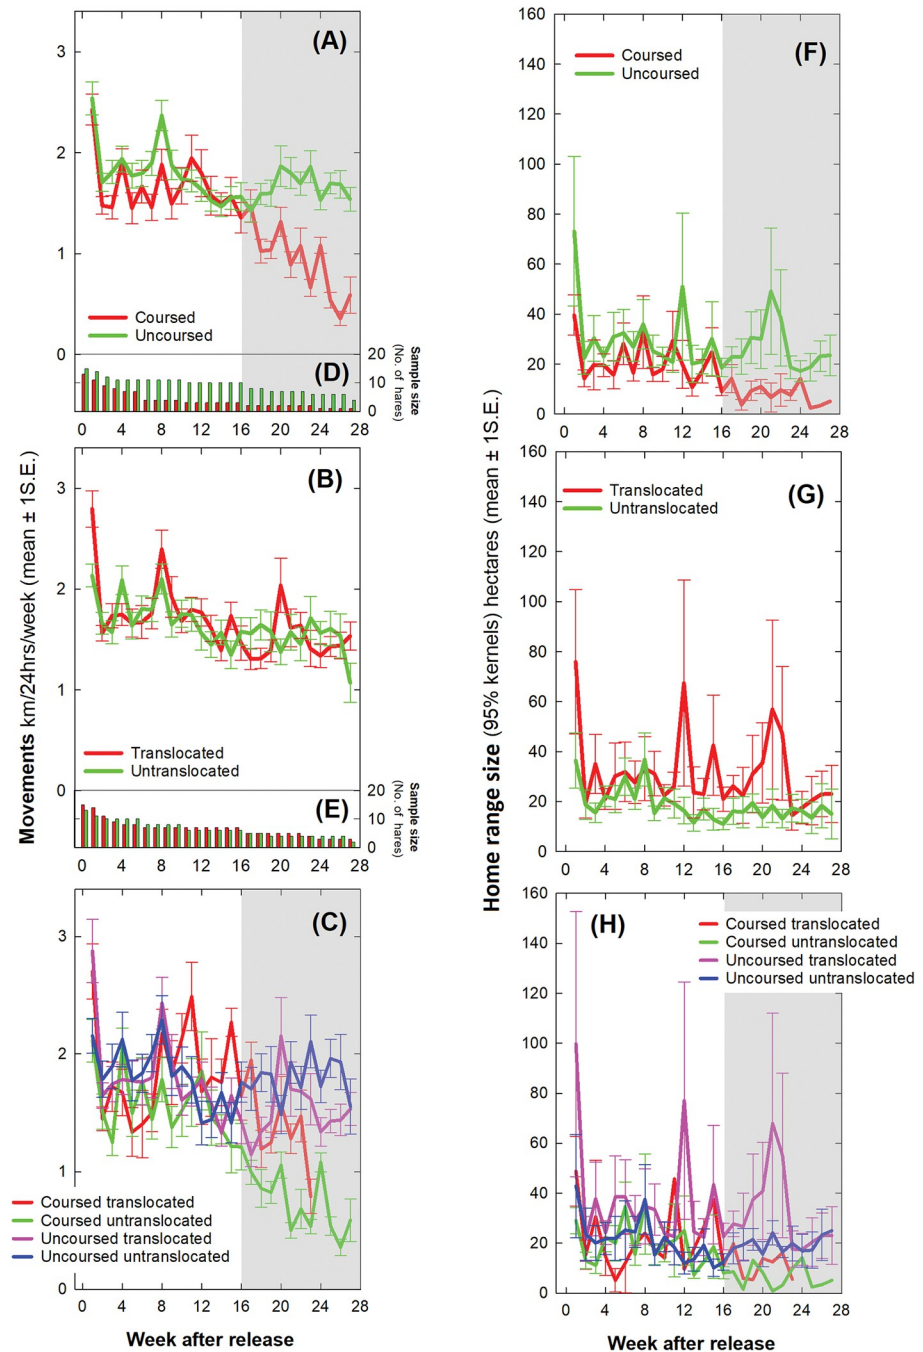 (A)
3
2
1
0
Coursed
Uncoursed
(D)
20
10
0
Sample size
(No. of hares)
0 4 8 12 16 20 24 28
(B)
3
2
1
0
Translocated
Untranslocated
(E)
20
10
0
Sample size
(No. of hares)
0 4 8 12 16 20 24 28
(C)
3
2
1
0
Coursed translocated
Coursed untranslocated
Uncoursed translocated
Uncoursed untranslocated
0 4 8 12 16 20 24 28
Week after release
Movements km/24hrs/week (mean ± 1S.E.)
(F)
160
140
120
100
80
60
40
20
0
Coursed
Uncoursed
0 4 8 12 16 20 24 28
(G)
160
140
120
100
80
60
40
20
0
Translocated
Untranslocated
0 4 8 12 16 20 24 28
(H)
160
140
120
100
80
60
40
20
0
Coursed translocated
Coursed untranslocated
Uncoursed translocated
Uncoursed untranslocated
0 4 8 12 16 20 24 28
Week after release
Home range size (95% kernels) hectares (mean ± 1S.E.)